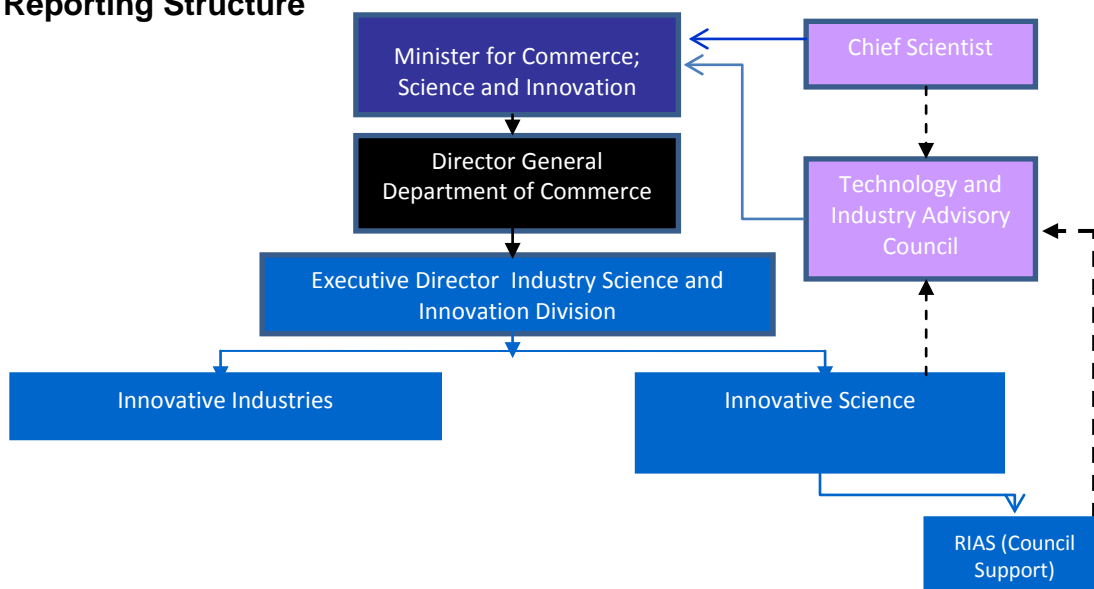 Reporting Structure
Minister for Commerce;
Science and Innovation
Chief Scientist
Director General
Department of Commerce
Technology and
Industry Advisory
Council
Executive Director Industry Science and
Innovation Division
Innovative Industries
Innovative Science
RIAS (Council
Support)